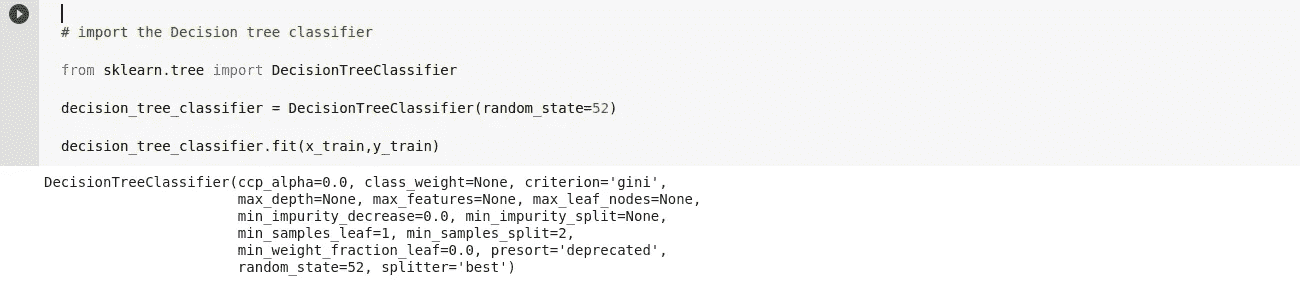 # import the Decision tree classifier
from sklearn.tree import DecisionTreeClassifier
decision_tree_classifier = DecisionTreeClassifier(random_state=52)
decision_tree_classifier.fit(x_train,y_train)
DecisionTreeClassifier(ccp_alpha=0.0, class_weight=None, criterion='gini',
max_depth=None, max_features=None, max_leaf_nodes=None,
min_impurity_decrease=0.0, min_impurity_split=None,
min_samples_leaf=1, min_samples_split=2,
min_weight_fraction_leaf=0.0, presort='deprecated',
random_state=52, splitter='best')